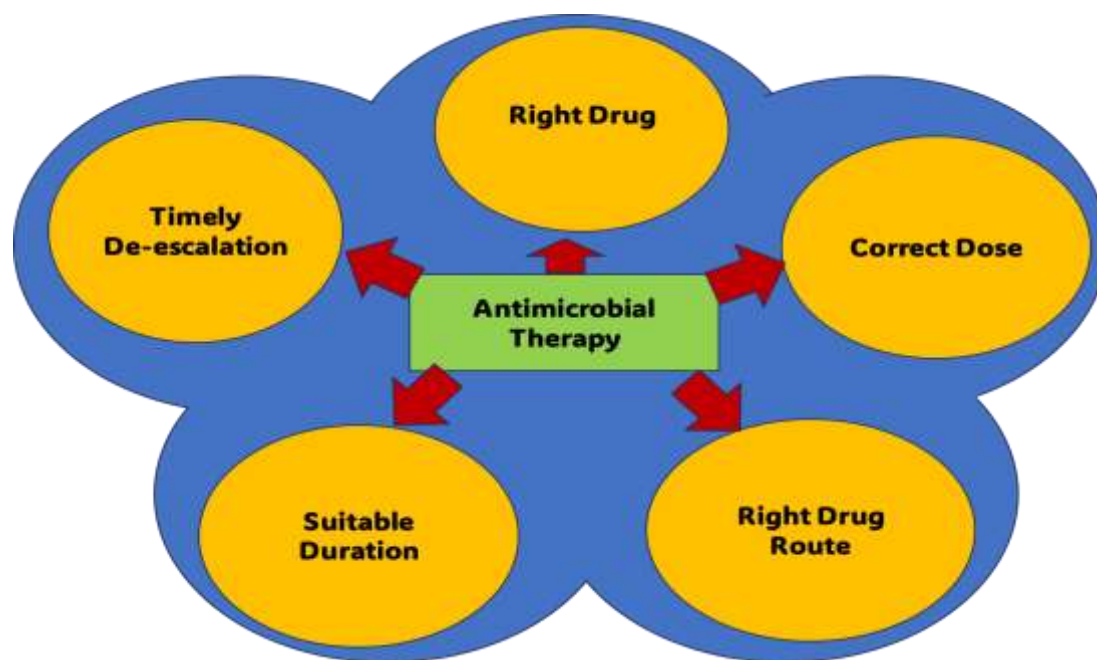 Right Drug
Timely
De-escalation
Correct Dose
Antimicrobial
Therapy
Suitable
Duration
Right Drug
Route